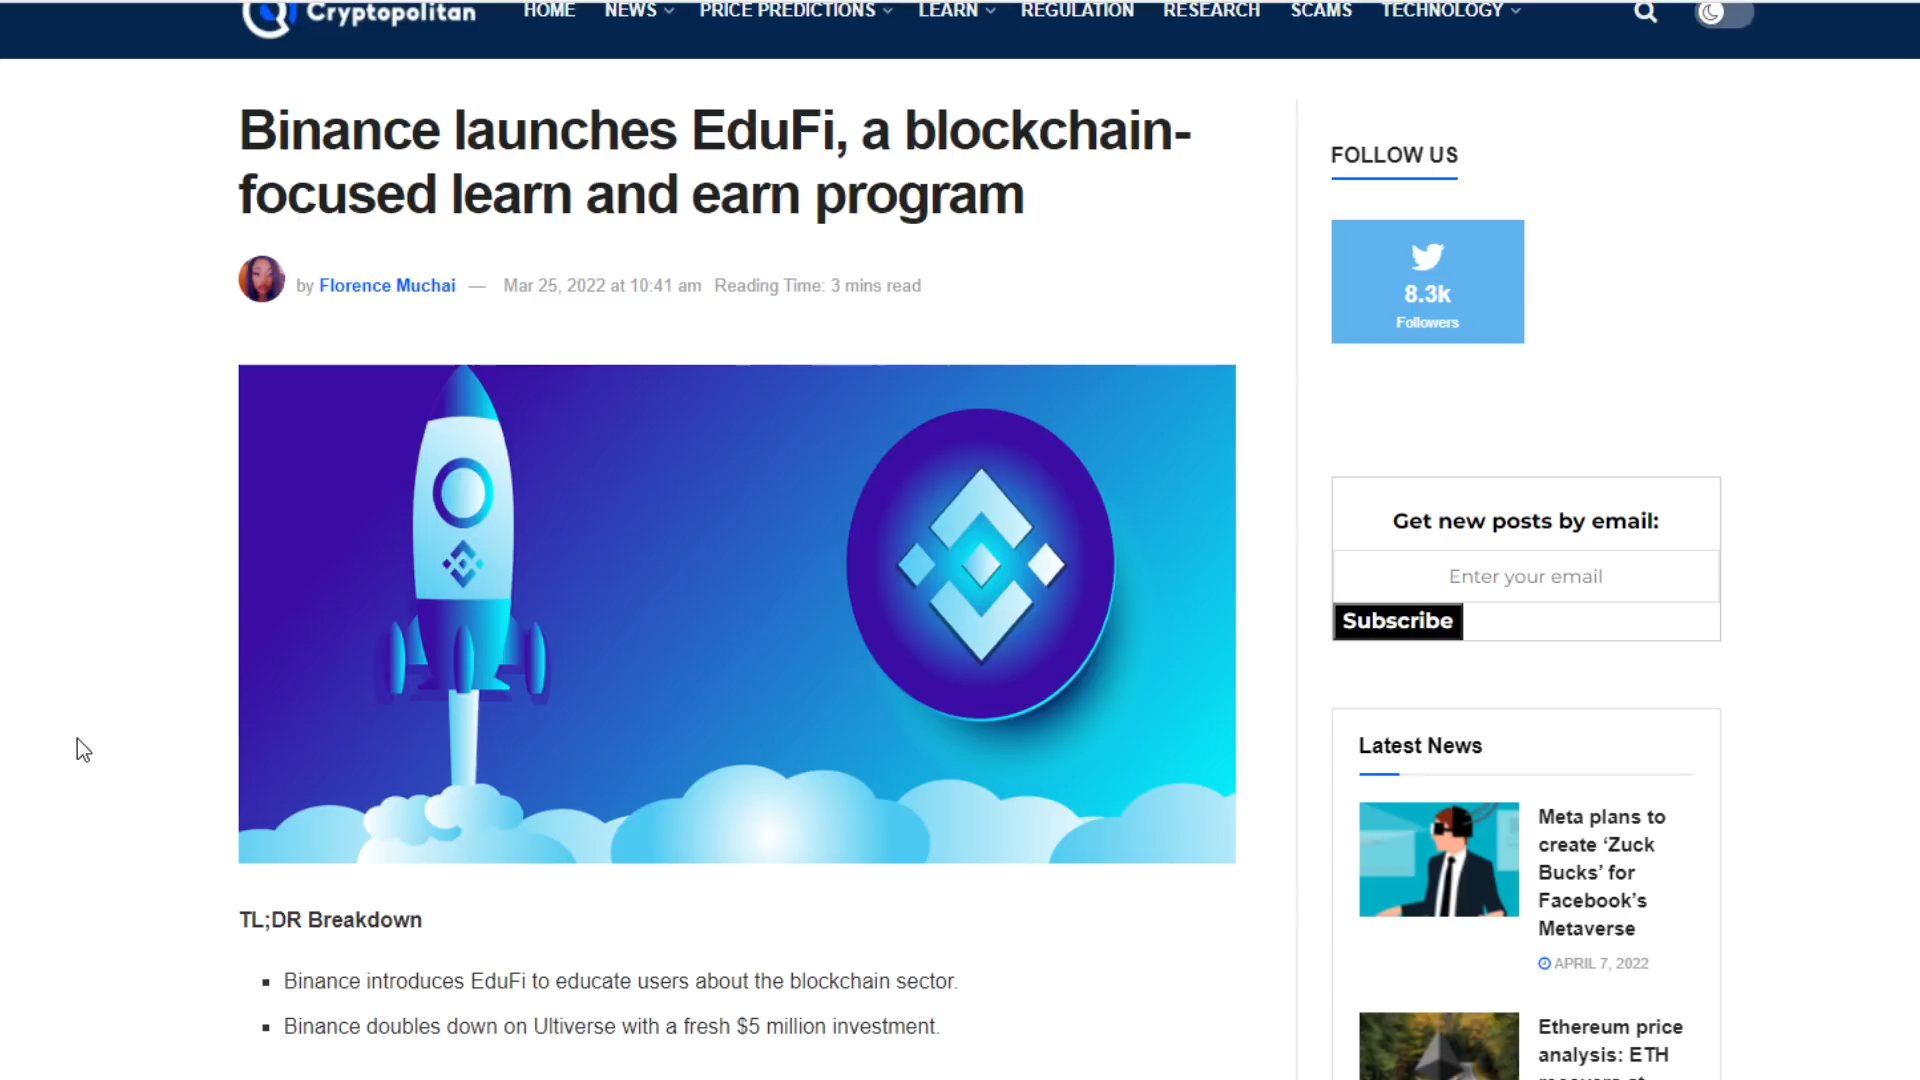 Cryptopolitan
HOME NEWS PRICE PREDICTIONS LEARN REGULATION RESEARCH SCAMS TECHNOLOGY
Binance launches EduFi, a blockchain-
focused learn and earn program
by Florence Muchai — Mar 25, 2022 at 10:41 am Reading Time: 3 mins read
TL;DR Breakdown
▪ Binance introduces EduFi to educate users about the blockchain sector.
▪ Binance doubles down on Ultiverse with a fresh $5 million investment.
FOLLOW US
8.3k
Followers
Get new posts by email:
Enter your email
Subscribe
Latest News
Meta plans to
create ‘Zuck
Bucks’ for
Facebook’s
Metaverse
APRIL 7, 2022
Ethereum price
analysis: ETH